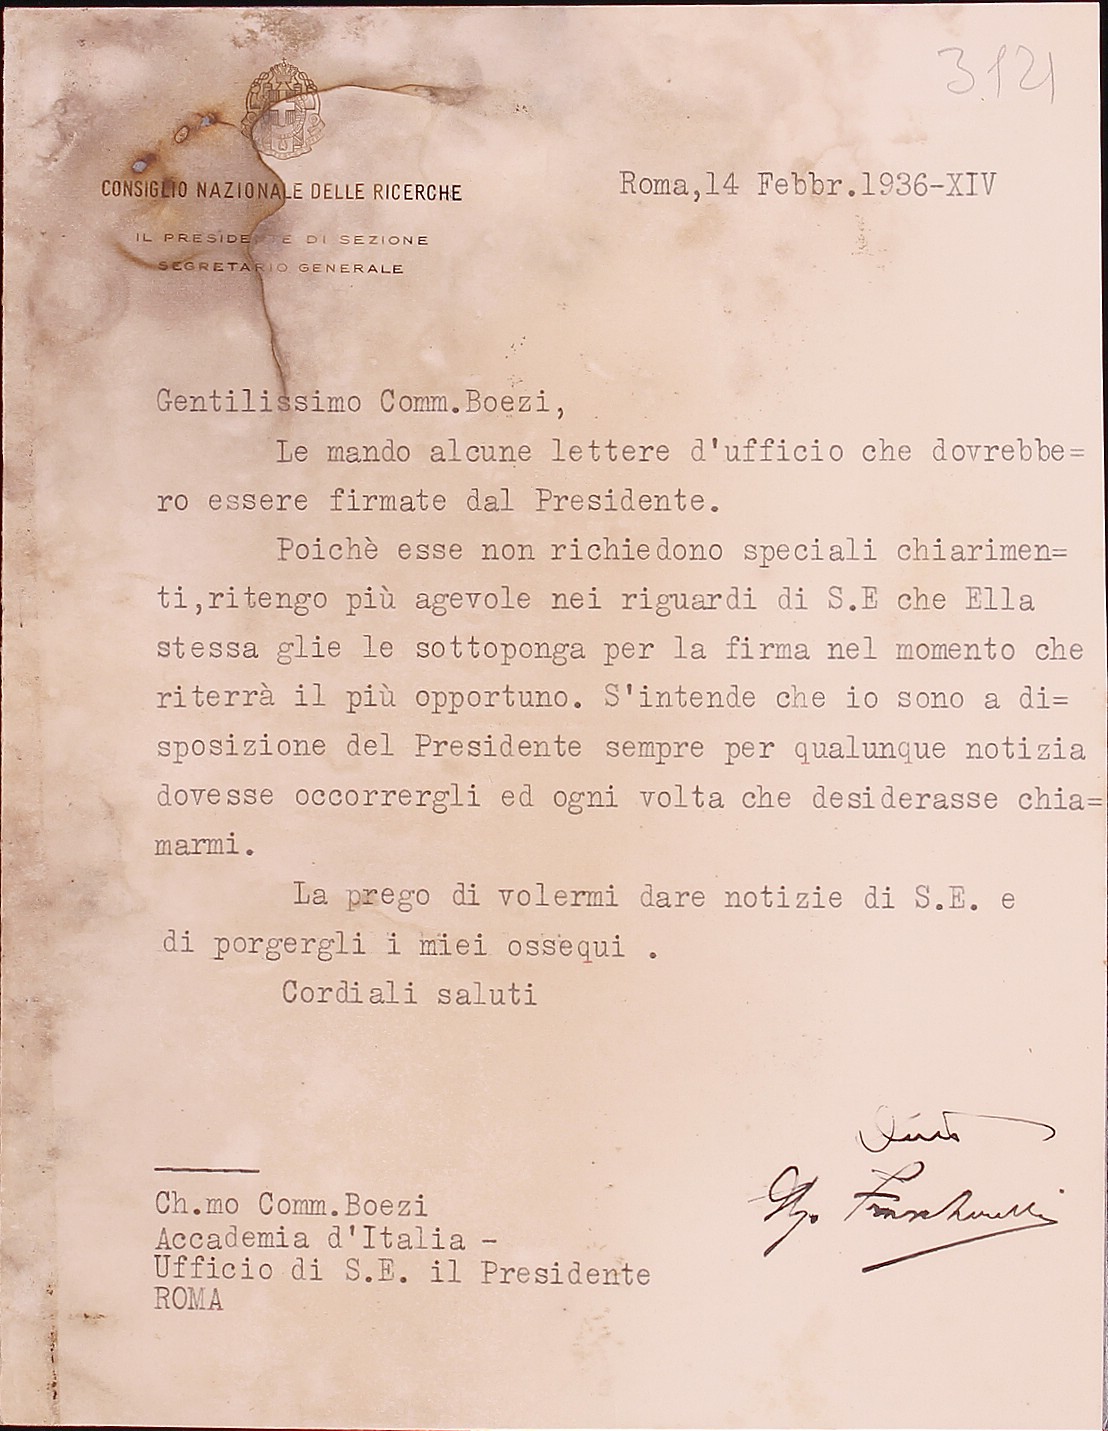 3.121
CONSIGLIO NAZIONALE DELLE RICERCHE
Roma,14 Febbr.1936-XIV
IL PRESIDENTE DI SEZIONE
SEGRETARIO GENERALE
Gentilissimo Comm.Boezi,
Le mando alcune lettere d'ufficio che dovrebbe=
ro essere firmate dal Presidente.
Poichè esse non richiedono speciali chiarimen=
ti,ritengo più agevole nei riguardi di S.E che Ella
stessa glie le sottoponga per la firma nel momento che
riterrà il più opportuno. S'intende che io sono a di=
sposizione del Presidente sempre per qualunque notizia
dovesse occorrergli ed ogni volta che desiderasse chia=
marmi.
La prego di volermi dare notizie di S.E. e
di porgergli i miei ossequi .
Cordiali saluti
Ch.mo Comm.Boezi
Accademia d'Italia -
Ufficio di S.E. il Presidente
ROMA